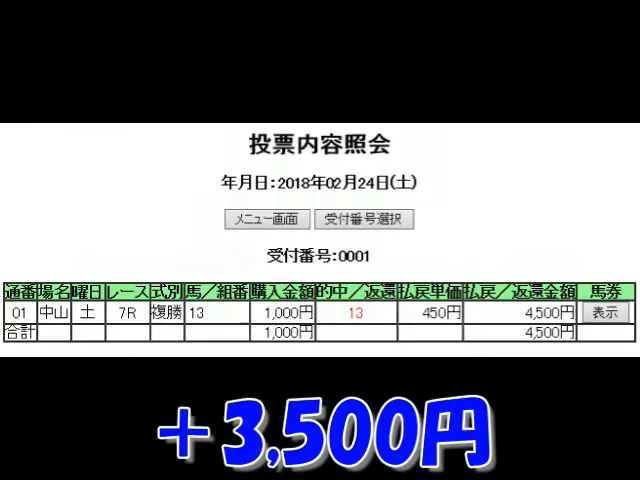 投票内容照会
年月日:2018年02月24日(土)
メニュー画面 受付番号選択
受付番号:0001
通番 場名 曜日 レース 式別 馬/組番 購入金額 的中/返還 払戻単価 払戻/返還金額 馬券
01 中山 土 7R 複勝 13 1,000円 13 450円 4,500円 表示
合計 1,000円 4,500円
+3,500円